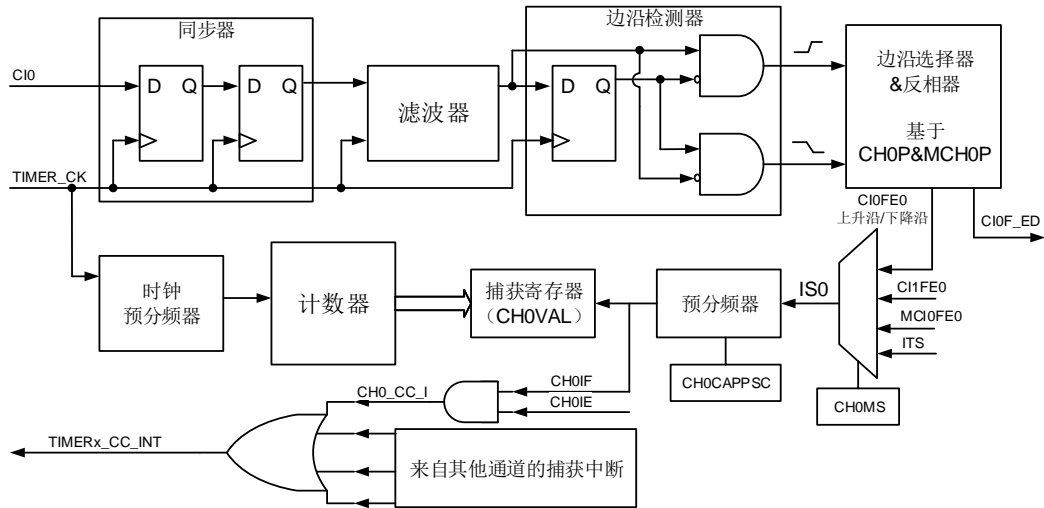 同步器
边沿检测器
CI0
D Q
D Q
滤波器
D Q
边沿选择器
&反相器
基于
CH0P&MCH0P
TIMER_CK
CI0FE0
上升沿/下降沿
CI0F_ED
时钟
预分频器
计数器
捕获寄存器
（CH0VAL）
预分频器
IS0
CI1FE0
MCI0FE0
ITS
CH0CAPPSC
CH0MS
CH0_CC_I
CH0IF
CH0IE
TIMERx_CC_INT
来自其他通道的捕获中断